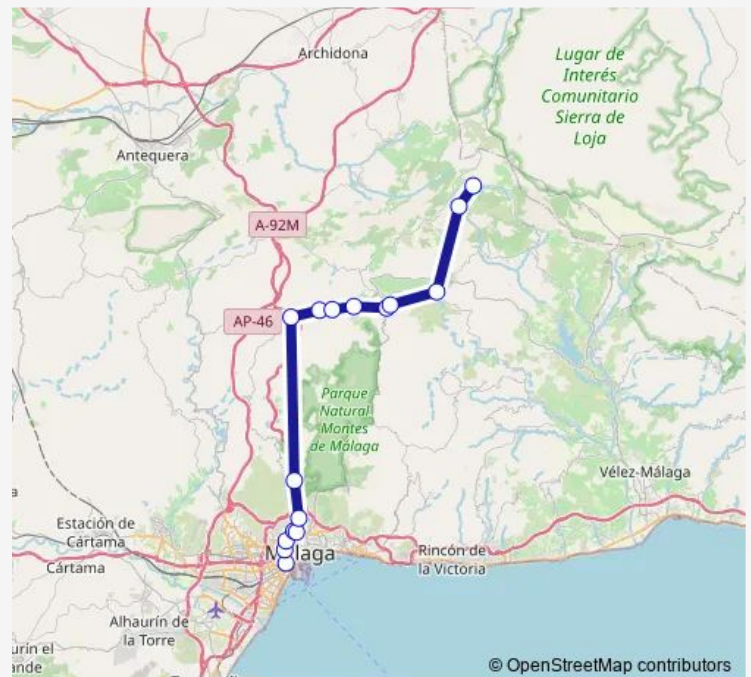 Archidona
Lugar de
Interés
Comunitario
Sierra de
Loja
Antequera
A-92M
AP-46
Parque
Natural
Montes
de Málaga
Vélez-Málaga
Estación de
Cártama
Cártama
Rincón de
la Victoria
Alhaurín de
la Torre
© OpenStreetMap contributors